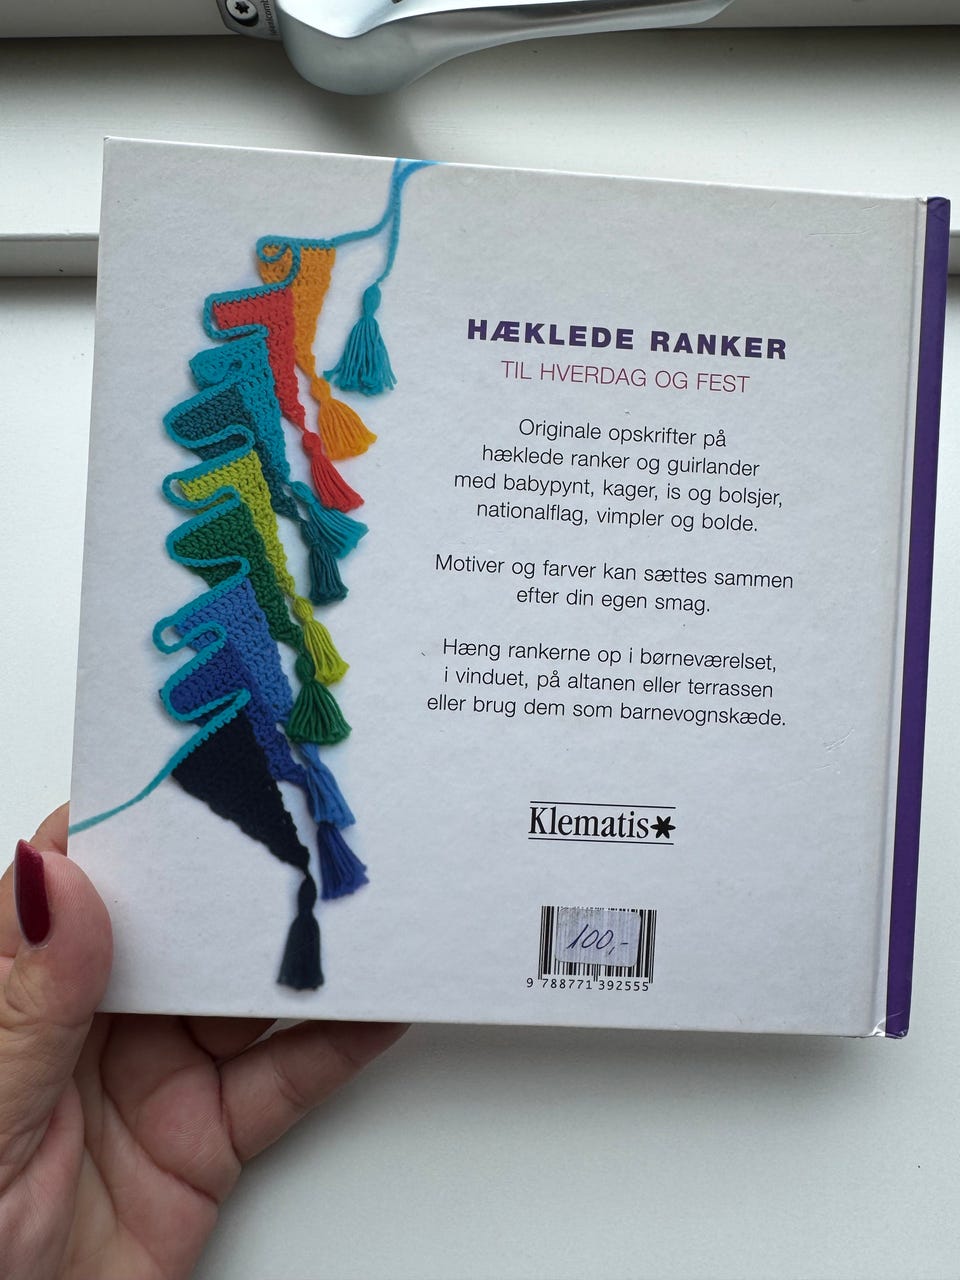 HÆKLEDE RANKER
TIL HVERDAG OG FEST
Originale opskrifter på
hæklede ranker og guirlander
med babypynt, kager, is og bolsjer,
nationalflag, vimpler og bolde.
Motiver og farver kan sættes sammen
efter din egen smag.
Hæng rankerne op i børneværelset,
i vinduet, på altanen eller terrassen
eller brug dem som barnevognskæde.
Klematis
100,-
9 788771 392555